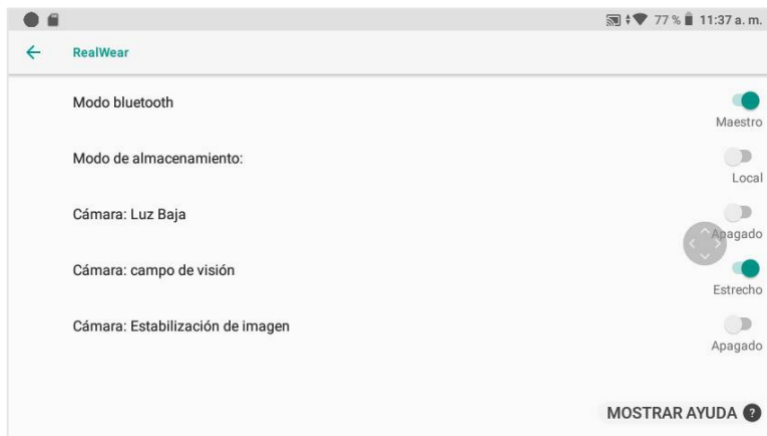 77 % 11:37 a. m.
RealWear
Modo bluetooth
Maestro
Modo de almacenamiento:
Local
Cámara: Luz Baja
Apagado
Cámara: campo de visión
Estrecho
Cámara: Estabilización de imagen
Apagado
MOSTRAR AYUDA ?